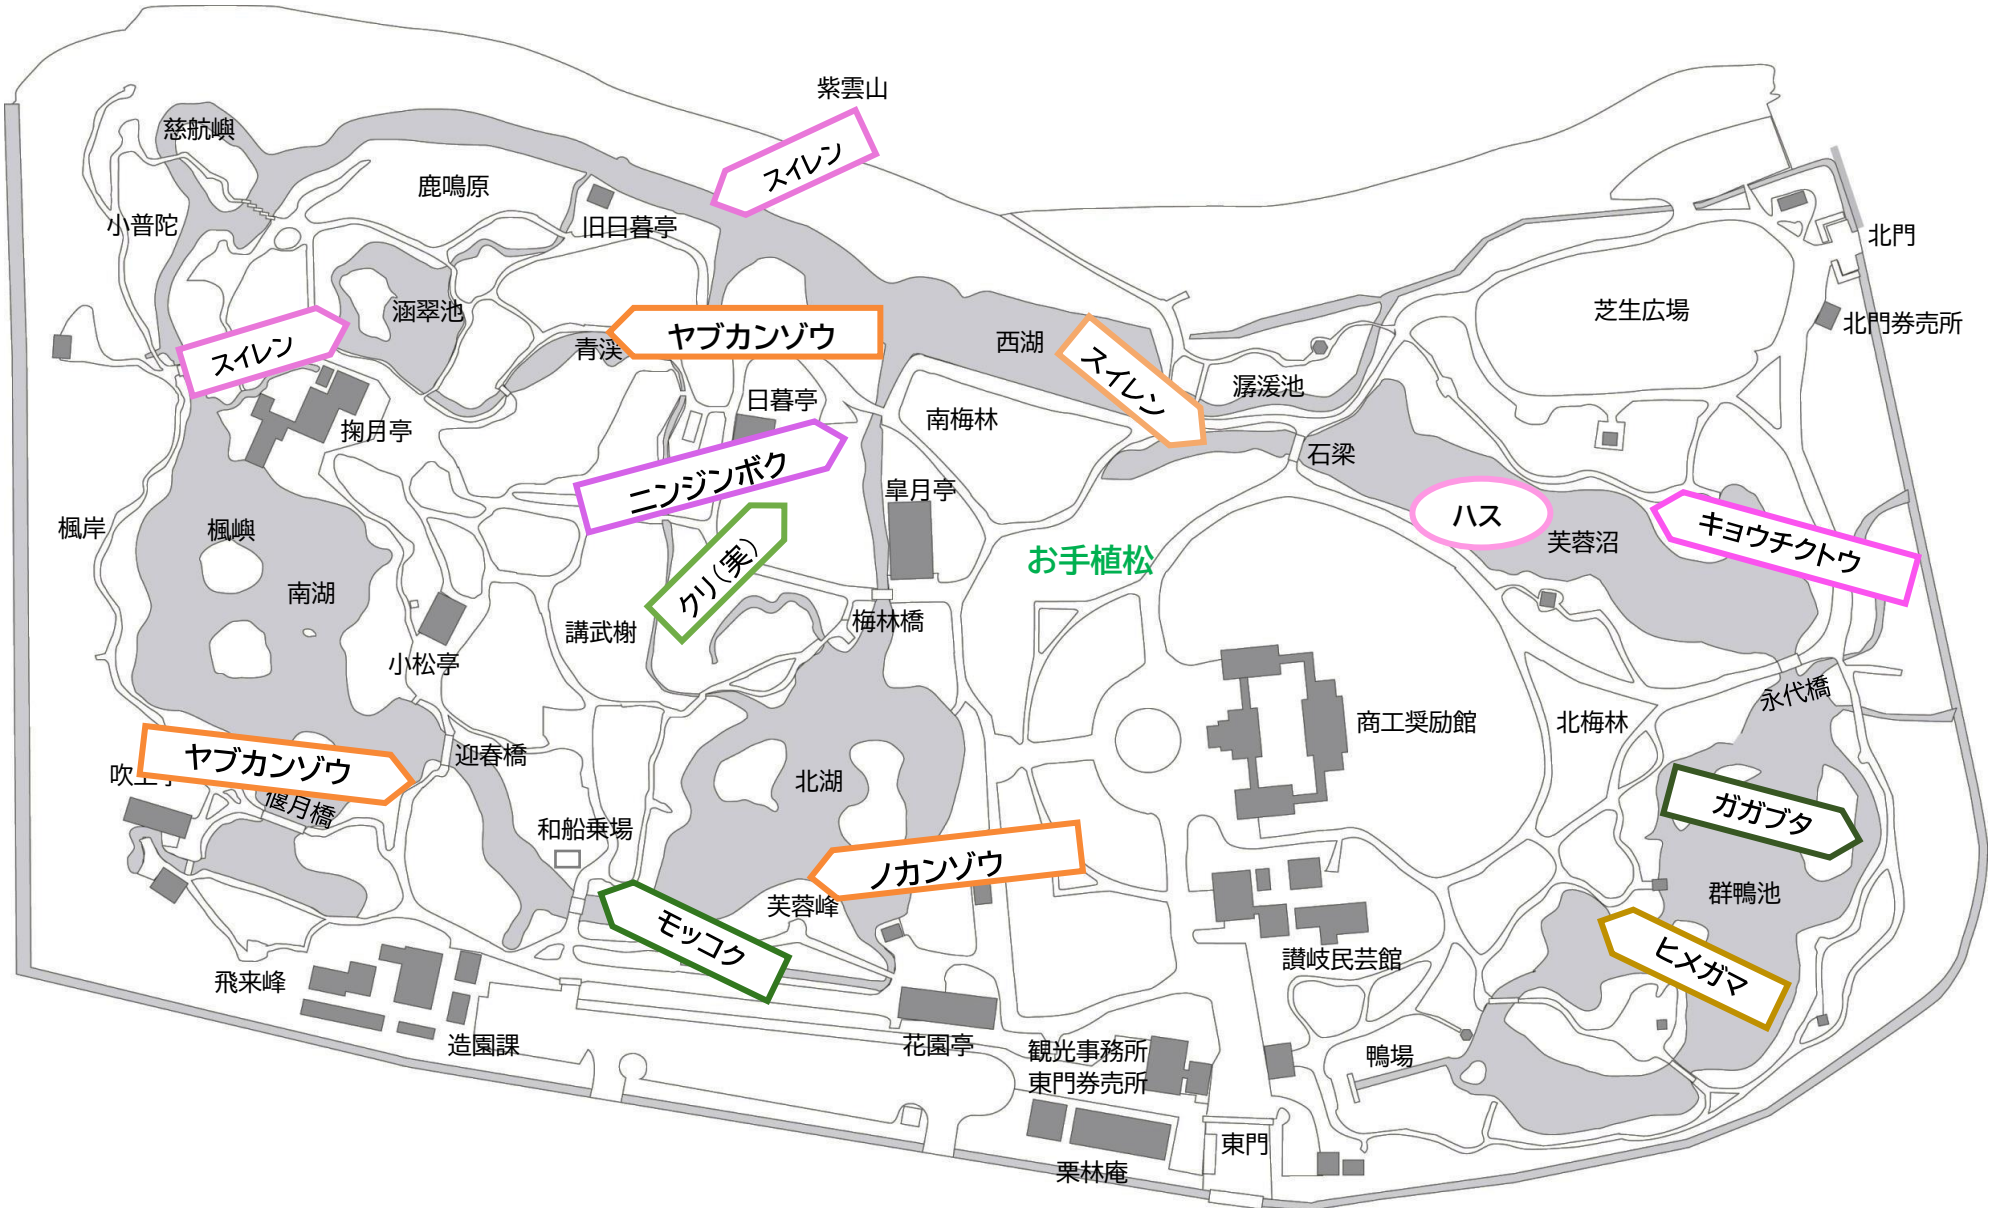 紫雲山
慈航嶼
スイレン
鹿鳴原
小普陀
旧日暮亭
北門
涵翠池
芝生広場
北門券売所
スイレン
ヤブカンゾウ
青渓
西湖
スイレン
潺湲池
日暮亭
南梅林
掬月亭
石梁
ニンジンボク
皐月亭
ハス
キョウチクトウ
楓岸
楓嶼
芙蓉沼
お手植松
クリ（実）
南湖
講武榭
梅林橋
小松亭
永代橋
商工奨励館
北梅林
迎春橋
ヤブカンゾウ
北湖
偃月橋
ガガブタ
和船乗場
ノカンゾウ
芙蓉峰
群鴨池
モッコク
讃岐民芸館
ヒメガマ
飛来峰
造園課
花園亭
観光事務所
東門券売所
鴨場
東門
栗林庵